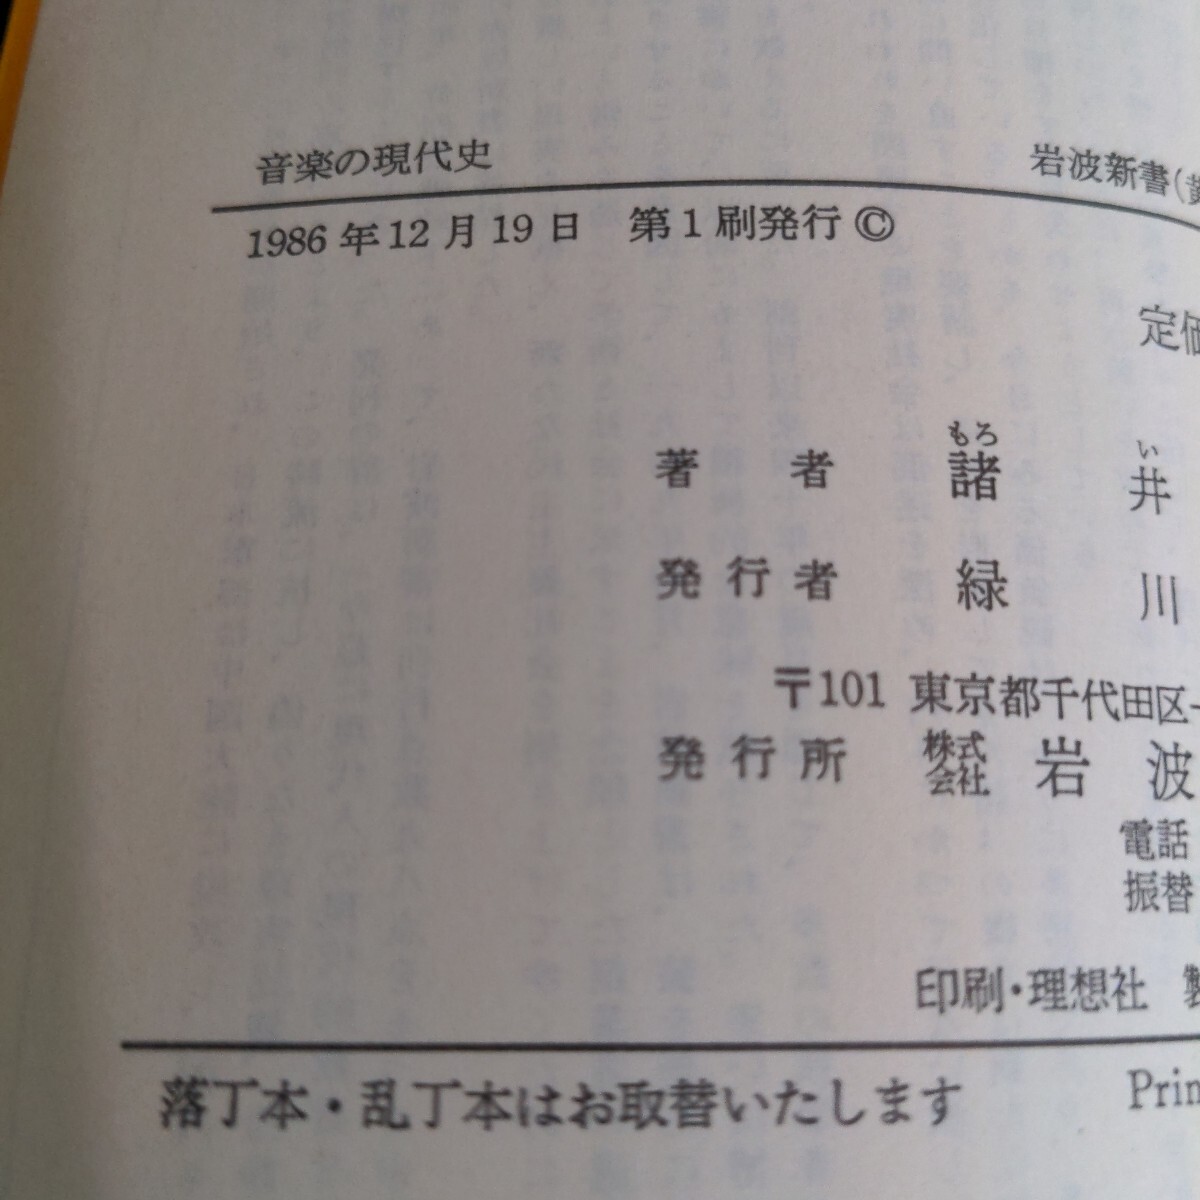 音楽の現代史
岩波新書(黄
1986年12月19日 第1刷発行©
定価
著者 諸井
もろ い
発行者 緑川
〒101 東京都千代田区一
発行所 株式会社 岩波
電話
振替
印刷・理想社 製
落丁本・乱丁本はお取替いたします
Prin